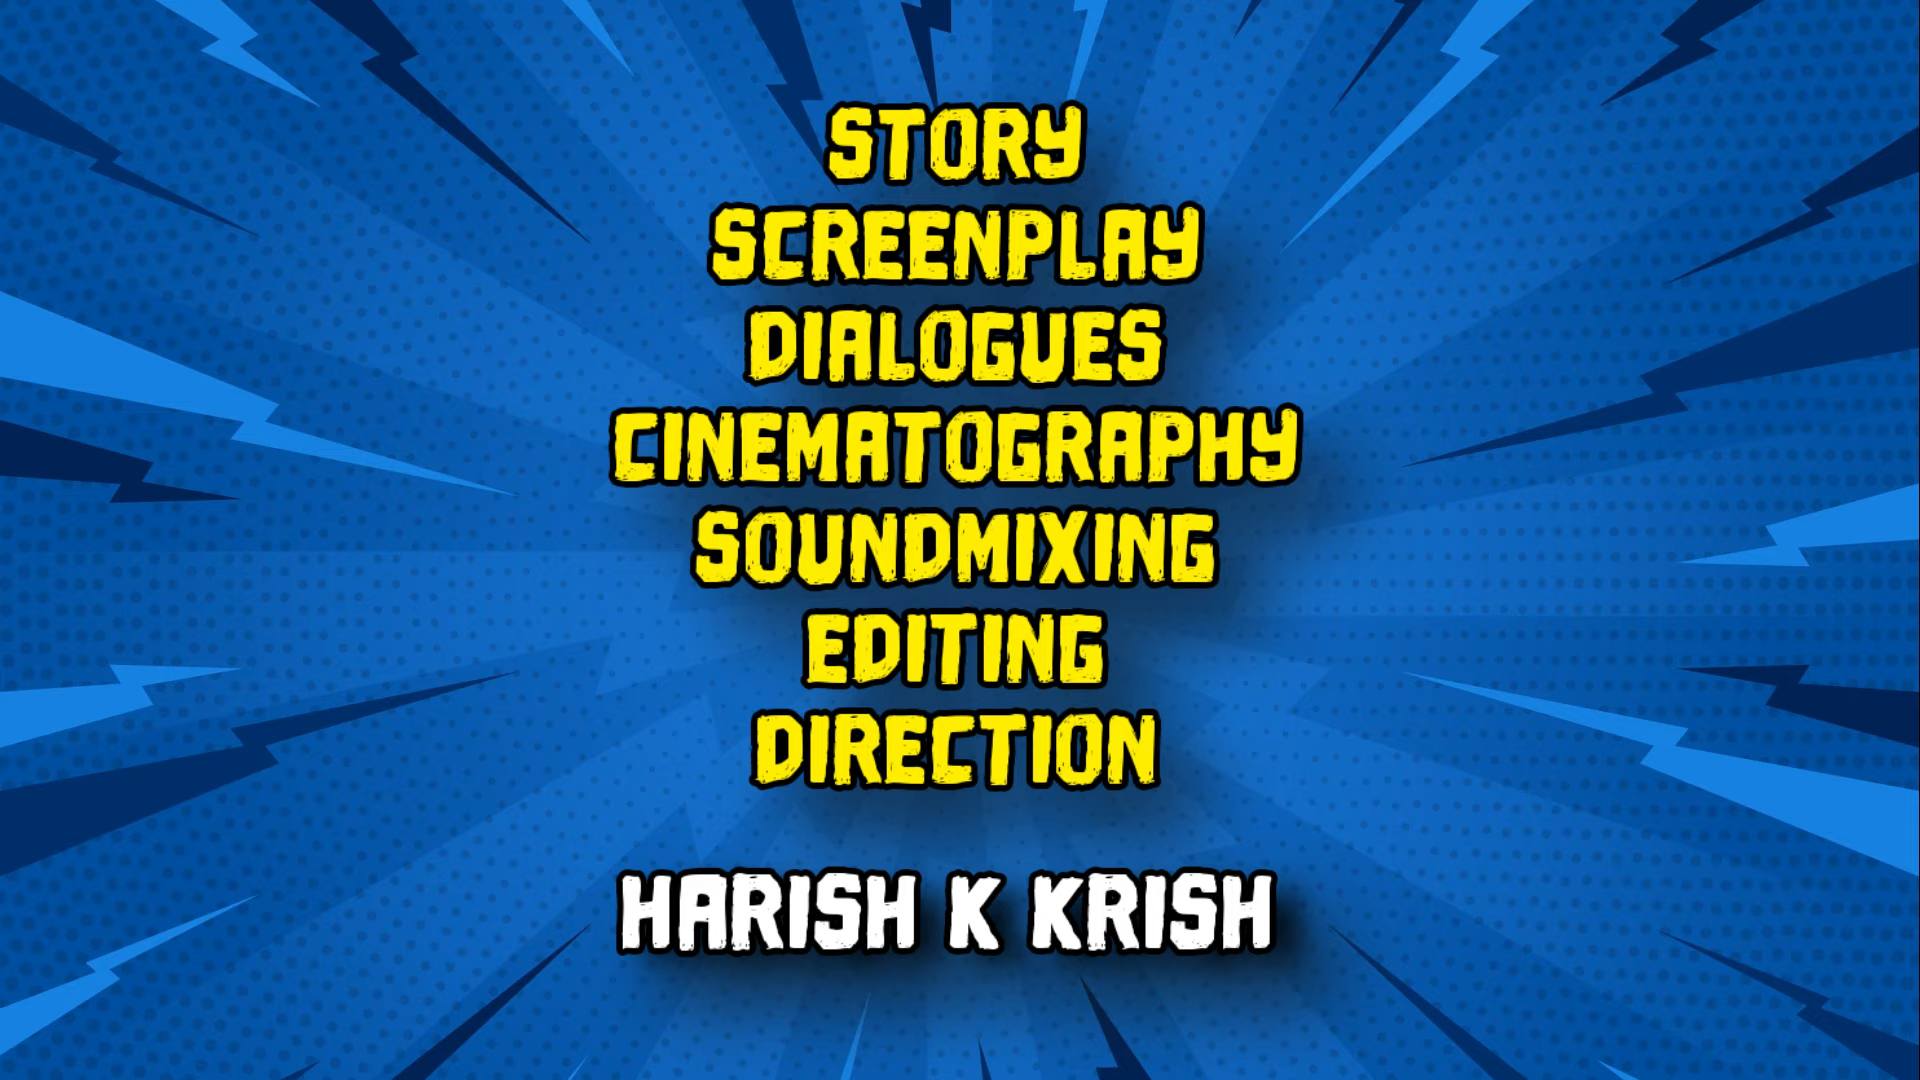 STORY
SCREENPLAY
DIALOGUES
CINEMATOGRAPHY
SOUNDMIXING
EDITING
DIRECTION
HARISH K KRISH